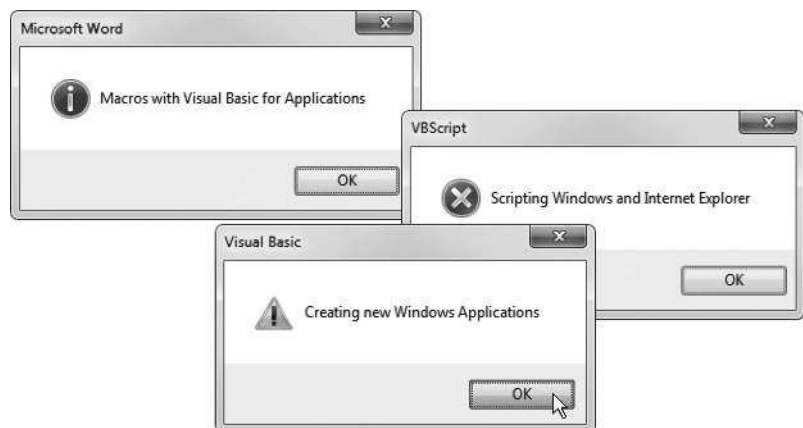 Microsoft Word
Macros with Visual Basic for Applications
OK
VBScript
Scripting Windows and Internet Explorer
OK
Visual Basic
Creating new Windows Applications
OK